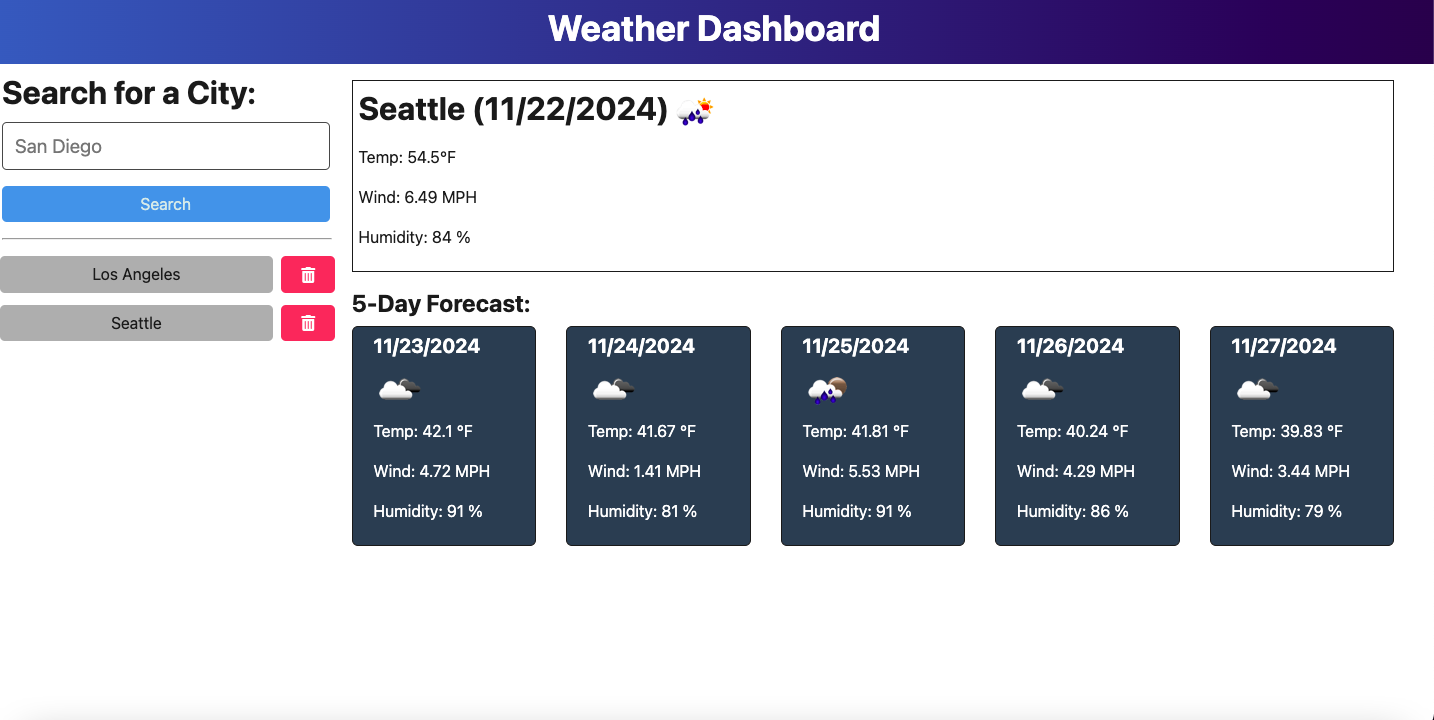 Weather Dashboard
Search for a City:
San Diego
Search
Los Angeles
Seattle
Seattle (11/22/2024)
Temp: 54.5°F
Wind: 6.49 MPH
Humidity: 84 %
5-Day Forecast:
11/23/2024
Temp: 42.1 °F
Wind: 4.72 MPH
Humidity: 91 %
11/24/2024
Temp: 41.67 °F
Wind: 1.41 MPH
Humidity: 81 %
11/25/2024
Temp: 41.81 °F
Wind: 5.53 MPH
Humidity: 91 %
11/26/2024
Temp: 40.24 °F
Wind: 4.29 MPH
Humidity: 86 %
11/27/2024
Temp: 39.83 °F
Wind: 3.44 MPH
Humidity: 79 %